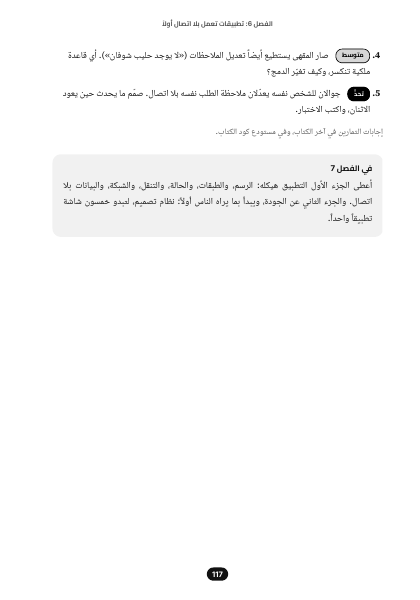 الفصل 6: تطبيقات تعمل بلا اتصال أولاً
4. متوسط صار المقهى يستطيع أيضاً تعديل الملاحظات («لا يوجد حليب شوفان»). أي قاعدة
ملكية تنكسر، وكيف تغيّر الدمج؟
5. تحدٍّ جوالان للشخص نفسه يعدّلان ملاحظة الطلب نفسه بلا اتصال. صمّم ما يحدث حين يعود
الاثنان، واكتب الاختبار.
إجابات التمارين في آخر الكتاب، وفي مستودع كود الكتاب.
في الفصل 7
أعطى الجزء الأول التطبيق هيكله: الرسم، والطبقات، والحالة، والتنقل، والشبكة، والبيانات بلا
اتصال. والجزء الثاني عن الجودة، ويبدأ بما يراه الناس أولاً: نظام تصميم، لتبدو خمسون شاشة
تطبيقاً واحداً.
117